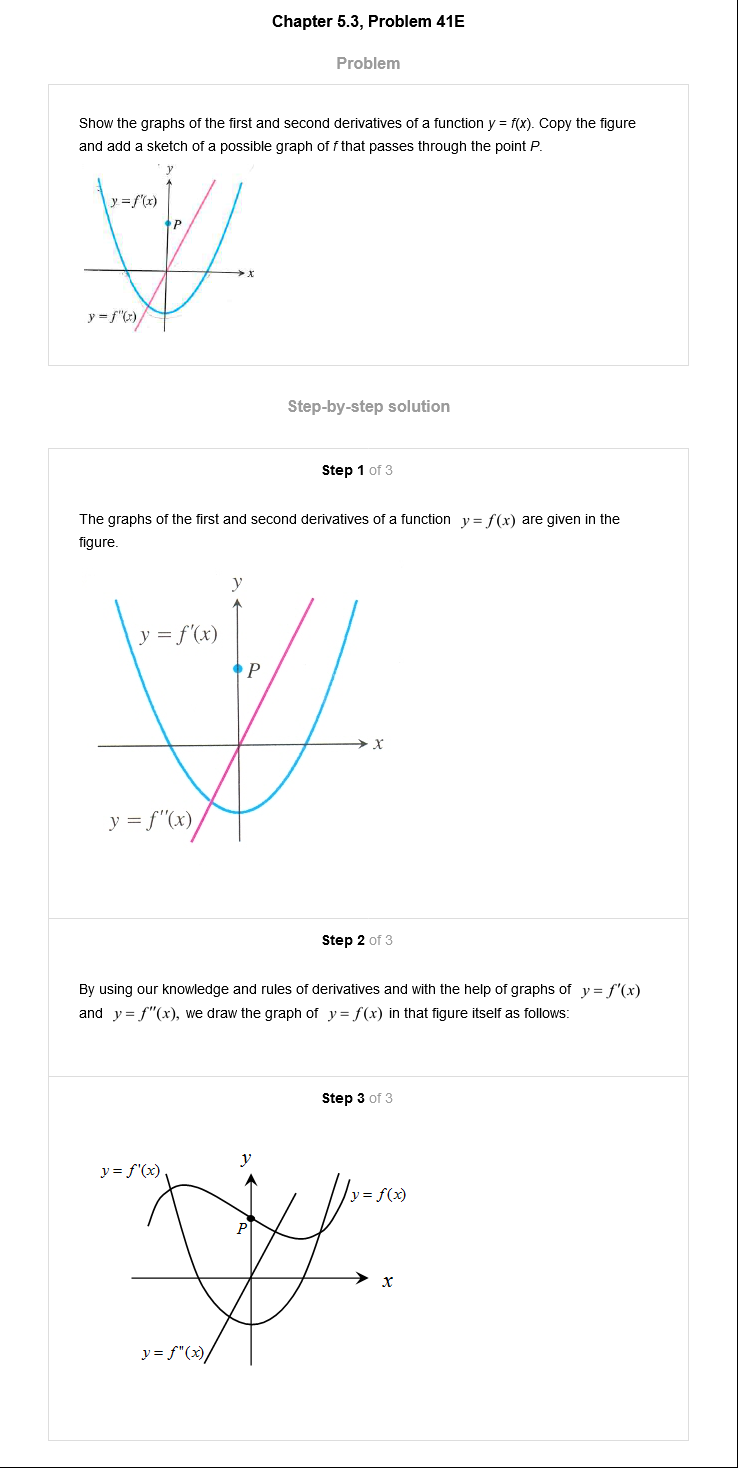 Chapter 5.3, Problem 41E
Problem
Show the graphs of the first and second derivatives of a function y = f(x). Copy the figure
and add a sketch of a possible graph of f that passes through the point P.
y
y = f'(x)
P
x
y = f''(x)
Step-by-step solution
Step 1 of 3
The graphs of the first and second derivatives of a function y = f(x) are given in the
figure.
y
y = f'(x)
P
x
y = f''(x)
Step 2 of 3
By using our knowledge and rules of derivatives and with the help of graphs of y = f'(x)
and y = f''(x), we draw the graph of y = f(x) in that figure itself as follows:
Step 3 of 3
y
y = f'(x)
y = f(x)
P
x
y = f"(x)